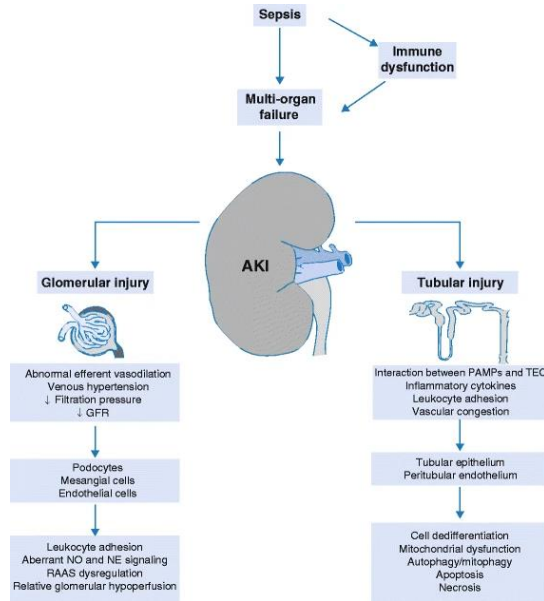 Sepsis
Immune
dysfunction
Multi-organ
failure
AKI
Glomerular injury
Abnormal efferent vasodilation
Venous hypertension
↓ Filtration pressure
↓ GFR
Podocytes
Mesangial cells
Endothelial cells
Leukocyte adhesion
Aberrant NO and NE signaling
RAAS dysregulation
Relative glomerular hypoperfusion
Tubular injury
Interaction between PAMPs and TEC
Inflammatory cytokines
Leukocyte adhesion
Vascular congestion
Tubular epithelium
Peritubular endothelium
Cell dedifferentiation
Mitochondrial dysfunction
Autophagy/mitophagy
Apoptosis
Necrosis